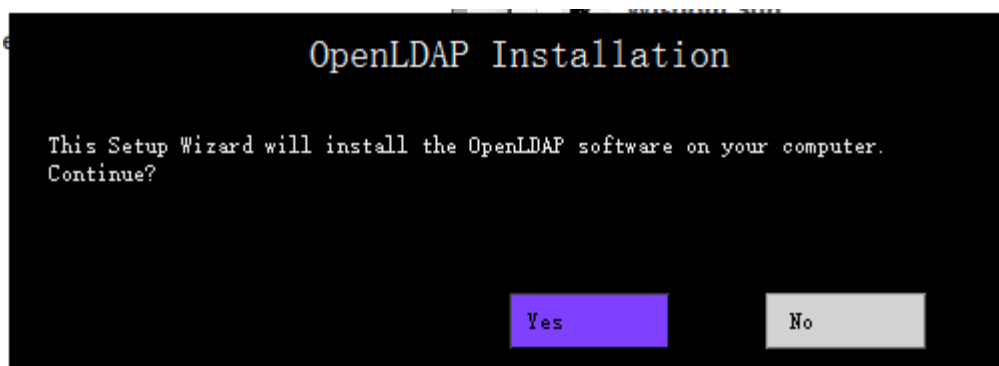 OpenLDAP Installation
This Setup Wizard will install the OpenLDAP software on your computer.
Continue?
Yes
No